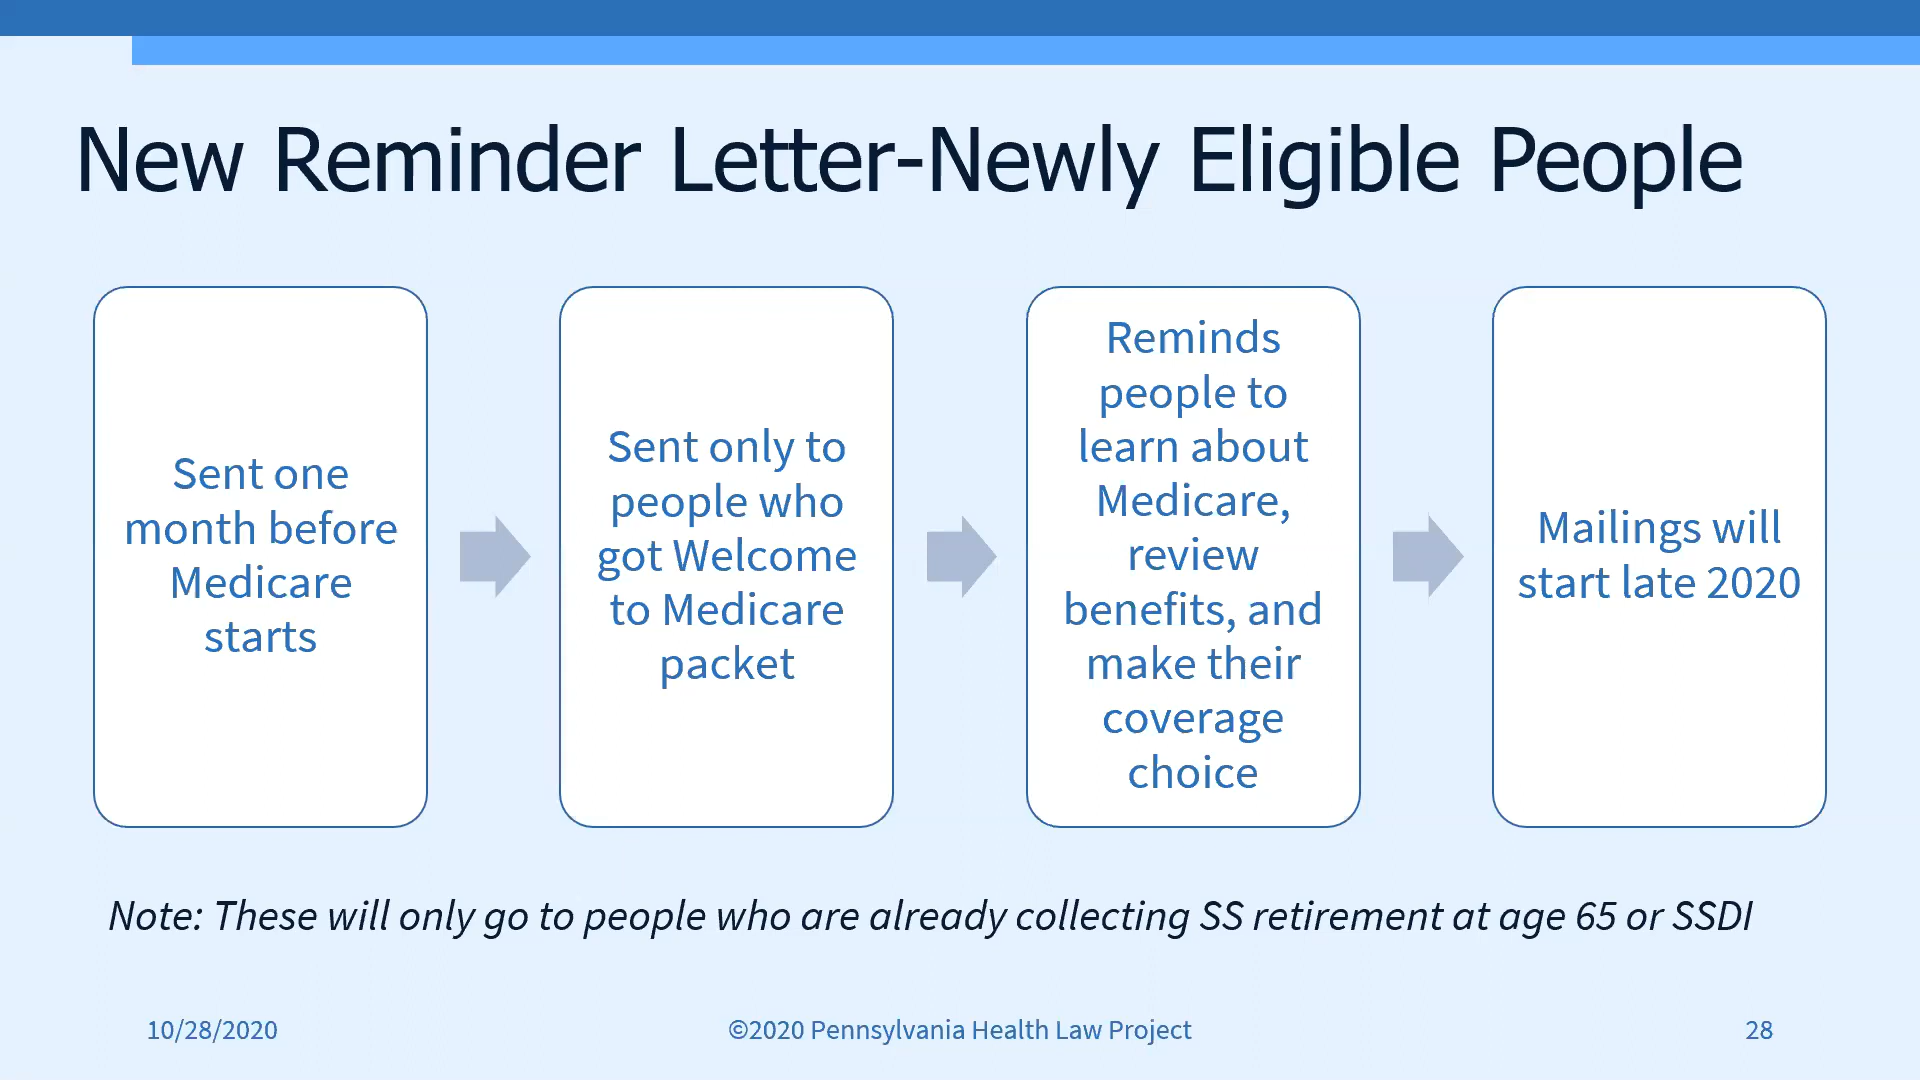 New Reminder Letter-Newly Eligible People
Sent one
month before
Medicare
starts
Sent only to
people who
got Welcome
to Medicare
packet
Reminds
people to
learn about
Medicare,
review
benefits, and
make their
coverage
choice
Mailings will
start late 2020
Note: These will only go to people who are already collecting SS retirement at age 65 or SSDI
10/28/2020
©2020 Pennsylvania Health Law Project
28